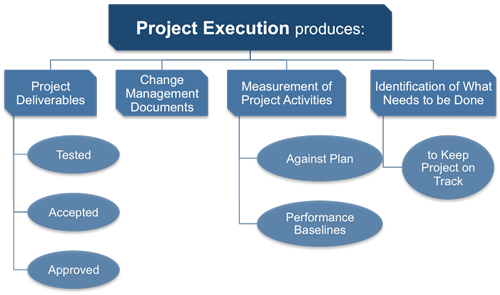 Project Execution produces:
Project
Deliverables
Tested
Accepted
Approved
Change
Management
Documents
Measurement of
Project Activities
Against Plan
Performance
Baselines
Identification of What
Needs to be Done
to Keep
Project on
Track